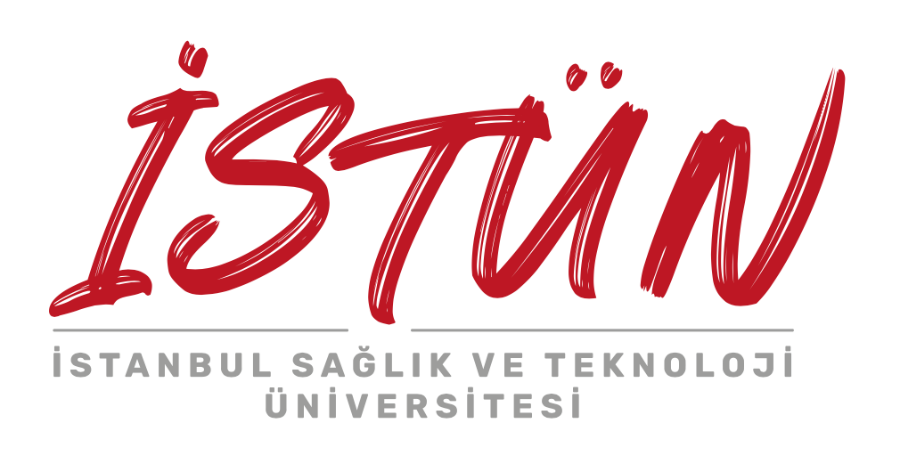 İSTÜN
İSTANBUL SAĞLIK VE TEKNOLOJİ
ÜNİVERSİTESİ